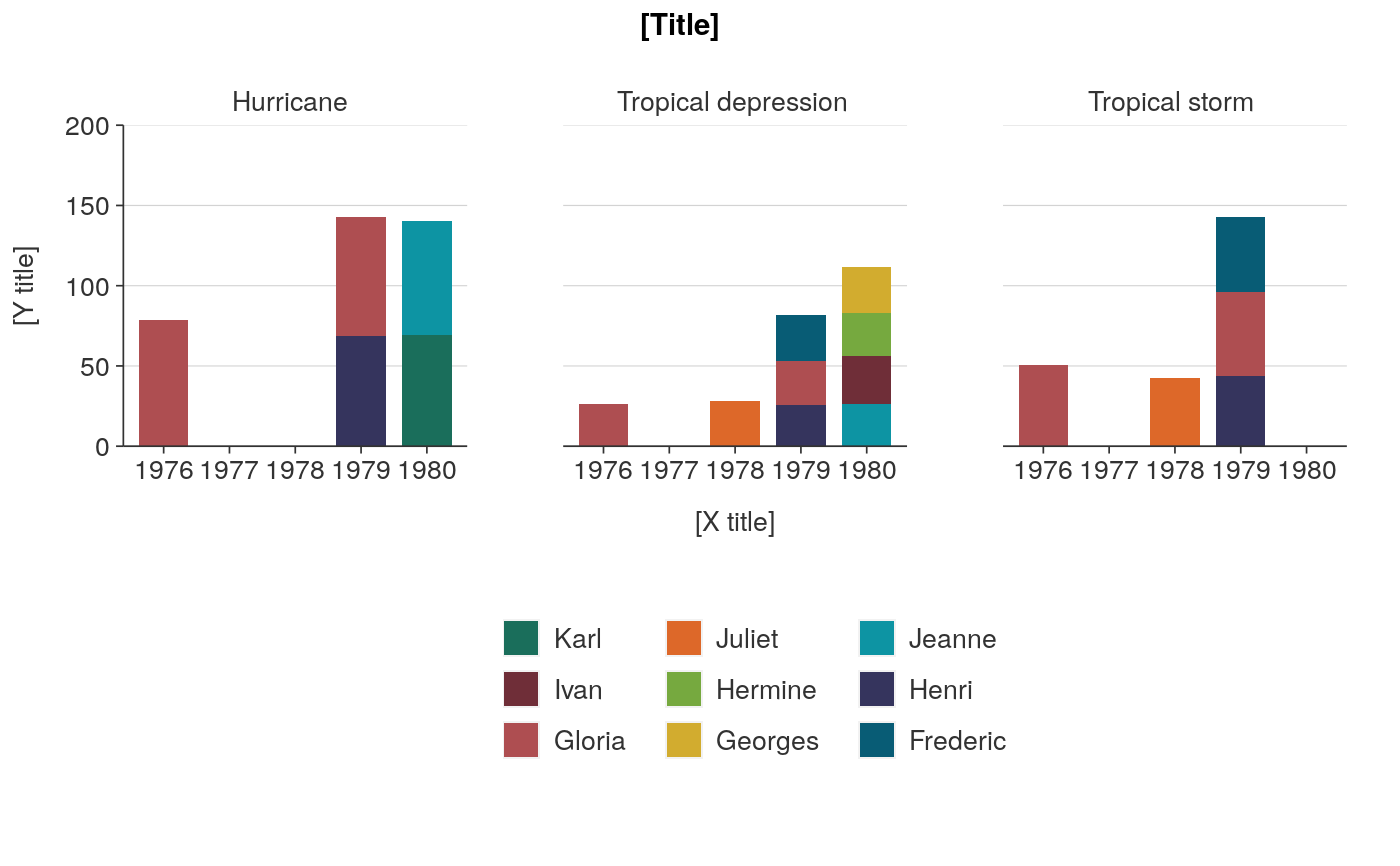 [Title]
Hurricane
Tropical depression
Tropical storm
200
150
100
50
0
[Y title]
1976 1977 1978 1979 1980
1976 1977 1978 1979 1980
1976 1977 1978 1979 1980
[X title]
Karl
Juliet
Jeanne
Ivan
Hermine
Henri
Gloria
Georges
Frederic